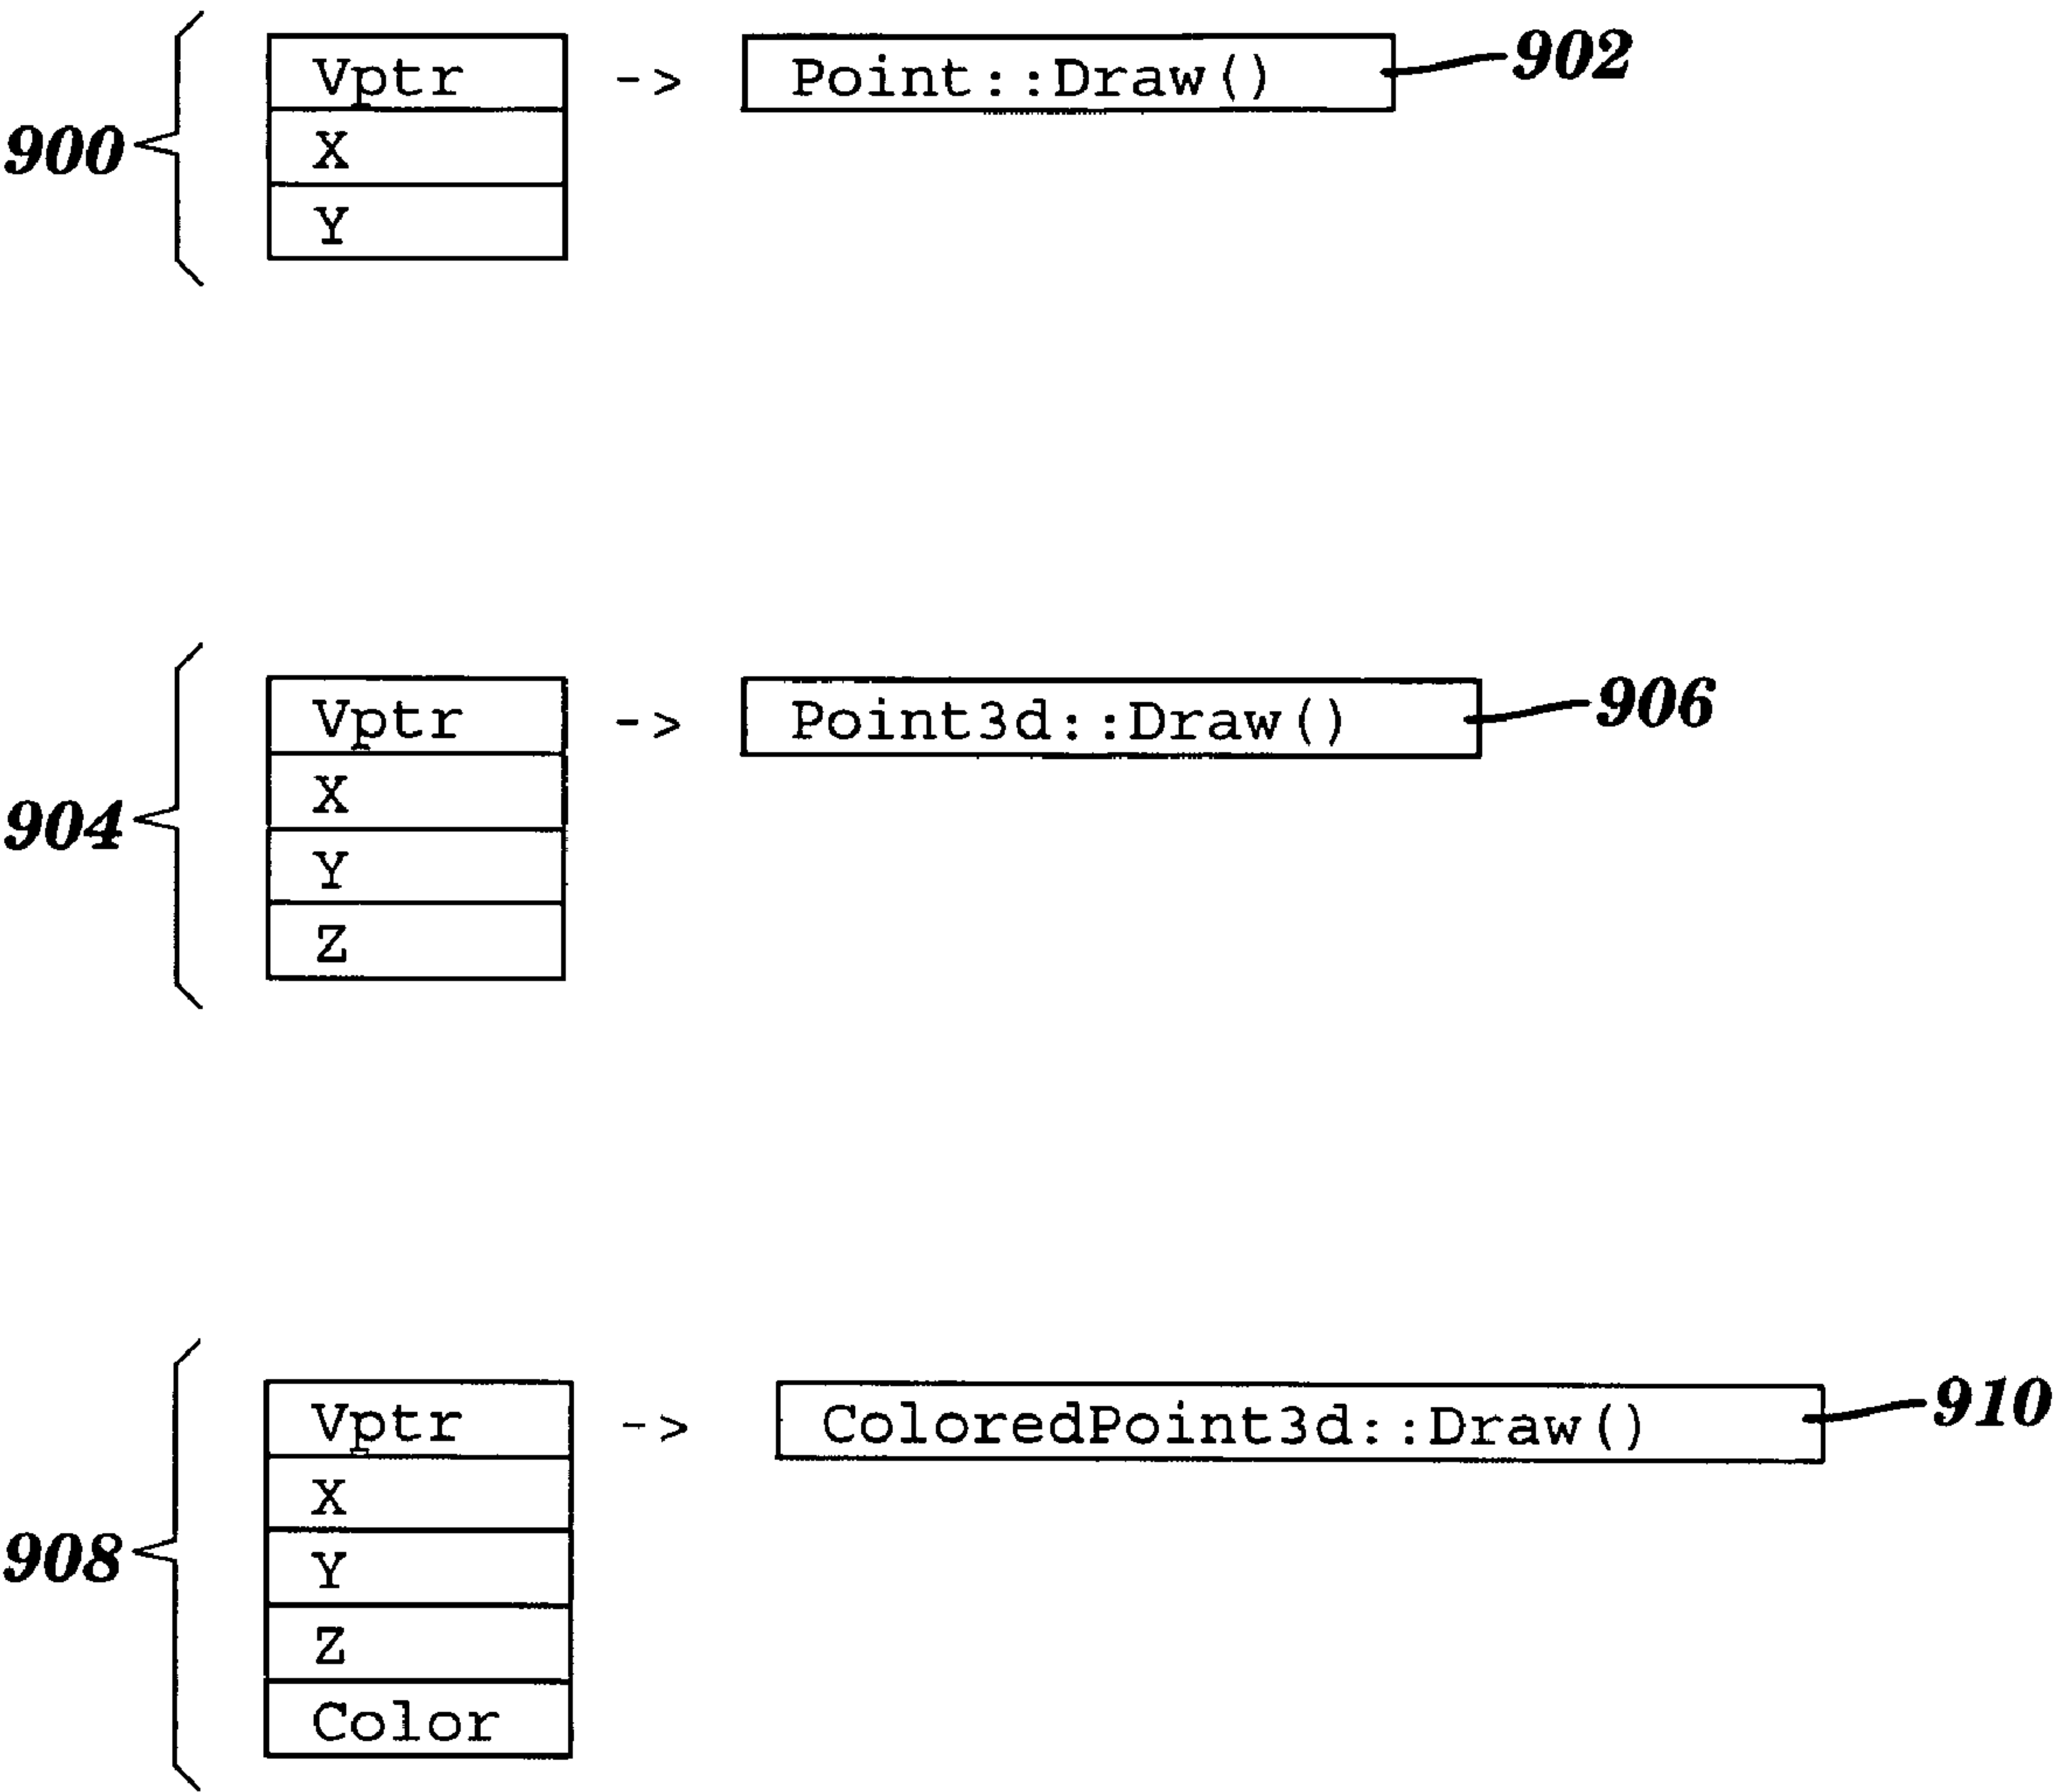 Vptr -> Point::Draw() 902
900
X
Y
Vptr -> Point3d::Draw() 906
X
904
Y
Z
Vptr -> ColoredPoint3d::Draw() 910
X
908
Y
Z
Color